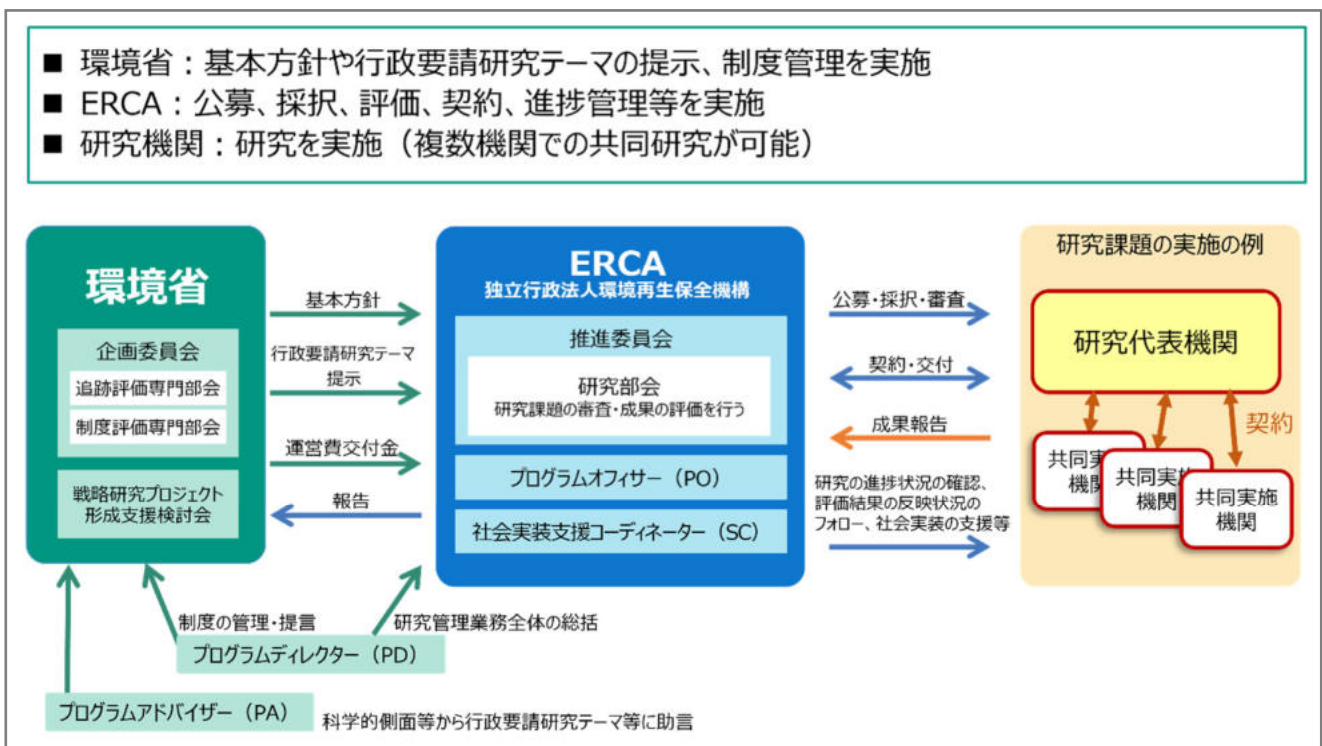 ■ 環境省：基本方針や行政要請研究テーマの提示、制度管理を実施
■ ERCA：公募、採択、評価、契約、進捗管理等を実施
■ 研究機関：研究を実施（複数機関での共同研究が可能）
環境省
企画委員会
追跡評価専門部会
制度評価専門部会
戦略研究プロジェクト
形成支援検討会
基本方針
行政要請研究テーマ
提示
運営費交付金
報告
ERCA
独立行政法人環境再生保全機構
推進委員会
研究部会
研究課題の審査・成果の評価を行う
プログラムオフィサー（PO）
社会実装支援コーディネーター（SC）
公募・採択・審査
契約・交付
成果報告
研究の進捗状況の確認、
評価結果の反映状況の
フォロー、社会実装の支援等
研究課題の実施の例
研究代表機関
契約
共同実
機関
共同実施
機関
共同実施
機関
制度の管理・提言
研究管理業務全体の総括
プログラムディレクター（PD）
プログラムアドバイザー（PA）
科学的側面等から行政要請研究テーマ等に助言